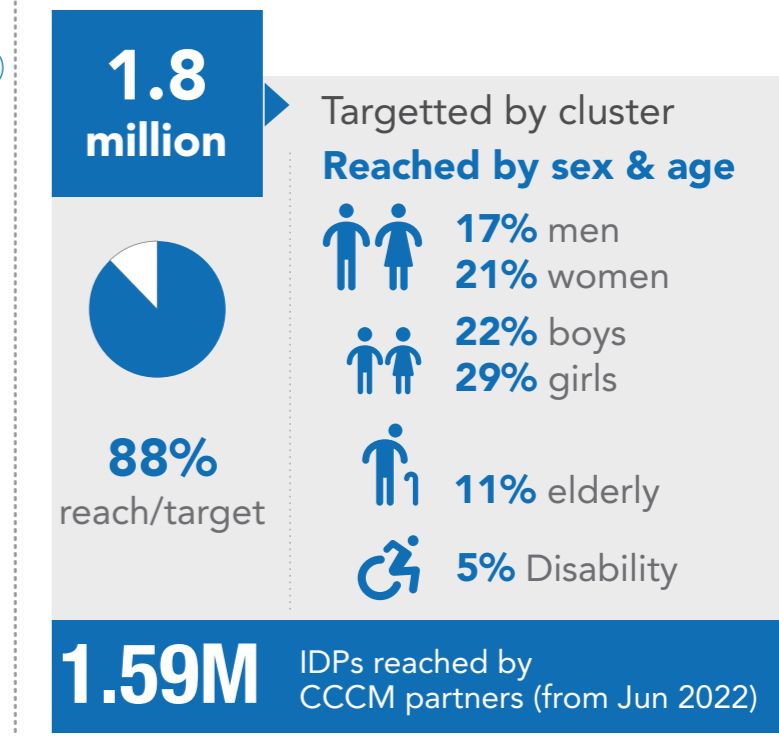 1.8
million
Targetted by cluster
Reached by sex & age
17% men
21% women
22% boys
29% girls
11% elderly
5% Disability
88%
reach/target
1.59M
IDPs reached by
CCCM partners (from Jun 2022)